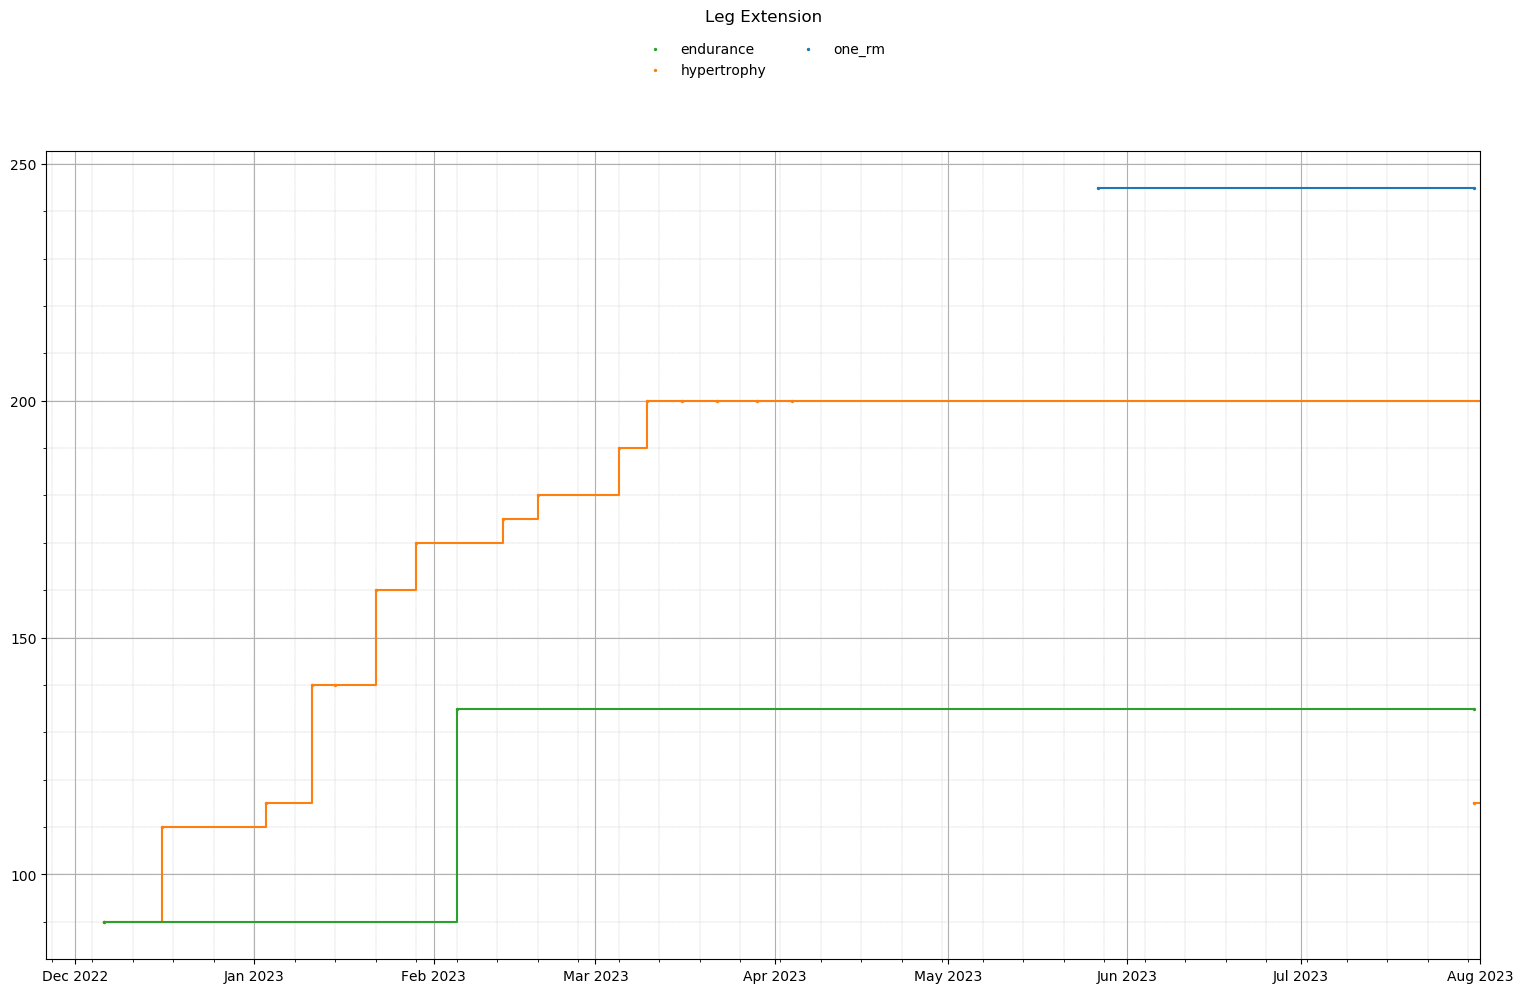 Leg Extension
endurance
hypertrophy
one_rm
250
200
150
100
Dec 2022
Jan 2023
Feb 2023
Mar 2023
Apr 2023
May 2023
Jun 2023
Jul 2023
Aug 2023